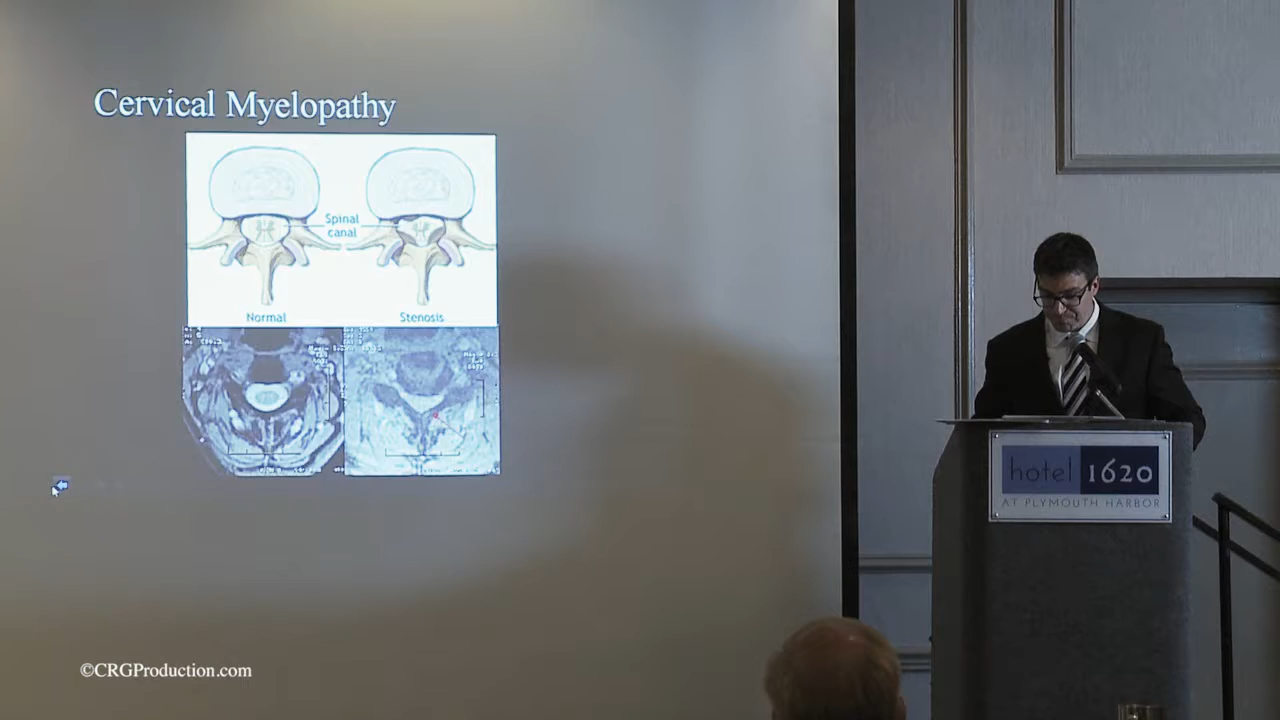 Cervical Myelopathy
Spinal
canal
Normal
Stenosis
hotel 1620
AT PLYMOUTH HARBOR
©CRGProduction.com